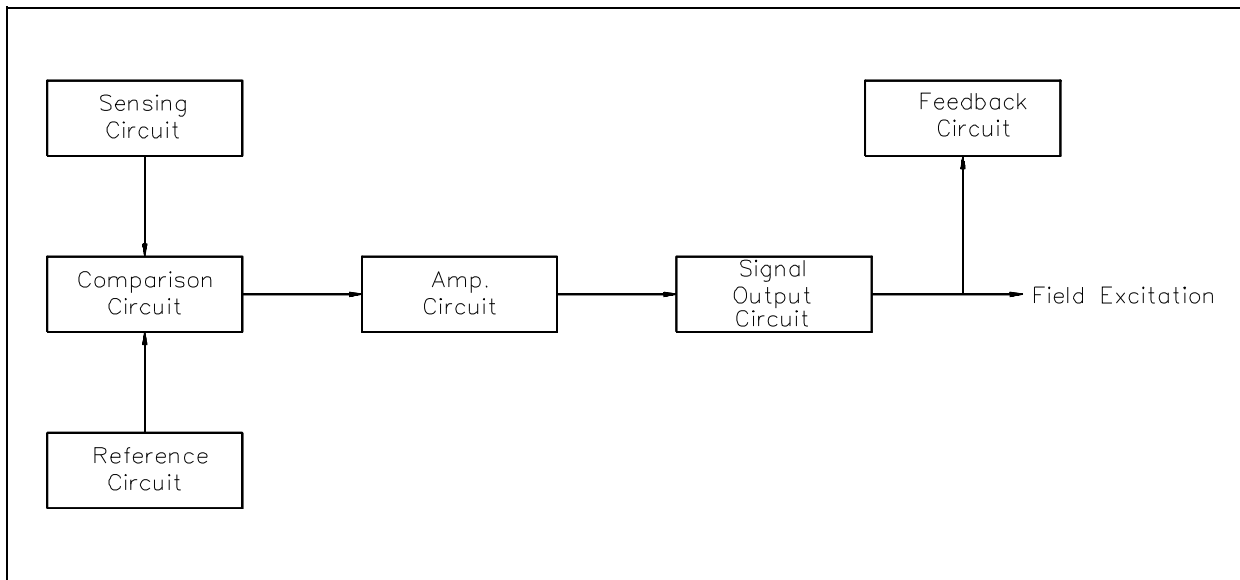 Sensing
Circuit
Feedback
Circuit
Comparison
Circuit
Amp.
Circuit
Signal
Output
Circuit
Field Excitation
Reference
Circuit